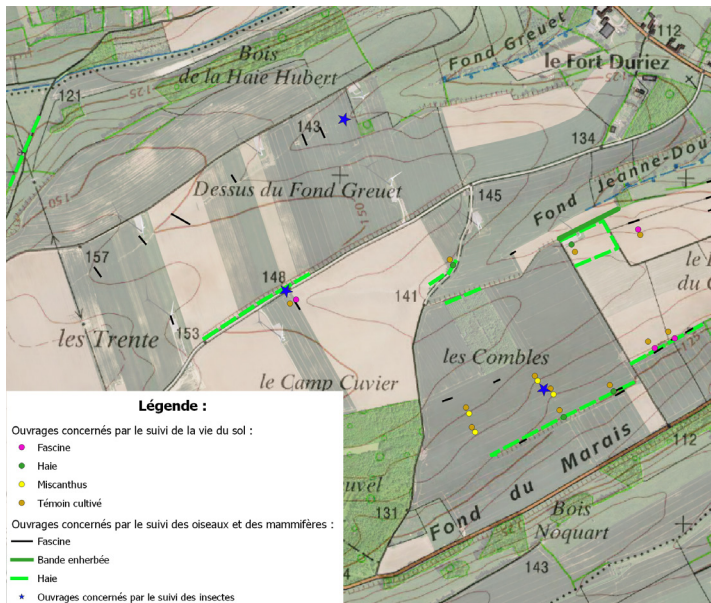 Bois
de la Haie Hubert
Fond Greuet
112
le Fort Duriez
121
125
143
134
Dessus du Fond Greuet
145
Fond Jeanne-Dou
150
150
157
148
141
les Trente
153
le Camp Cuvier
les Combles
125
Fond du Marais
112
131
Bois
Noquart
143
Légende :
Ouvrages concernés par le suivi de la vie du sol :
Fascine
Haie
Miscanthus
Témoin cultivé
Ouvrages concernés par le suivi des oiseaux et des mammifères :
Fascine
Bande enherbée
Haie
Ouvrages concernés par le suivi des insectes